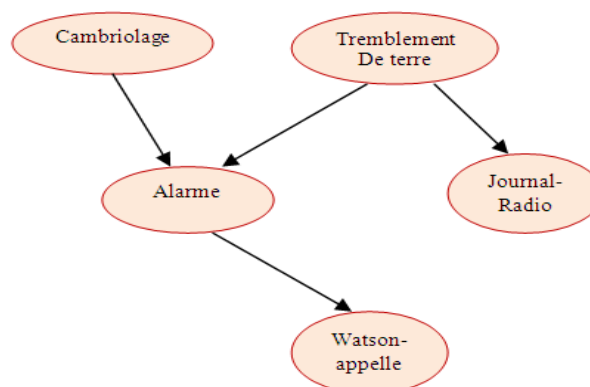 Cambriolage
Tremblement
De terre
Alarme
Journal-
Radio
Watson-
appelle